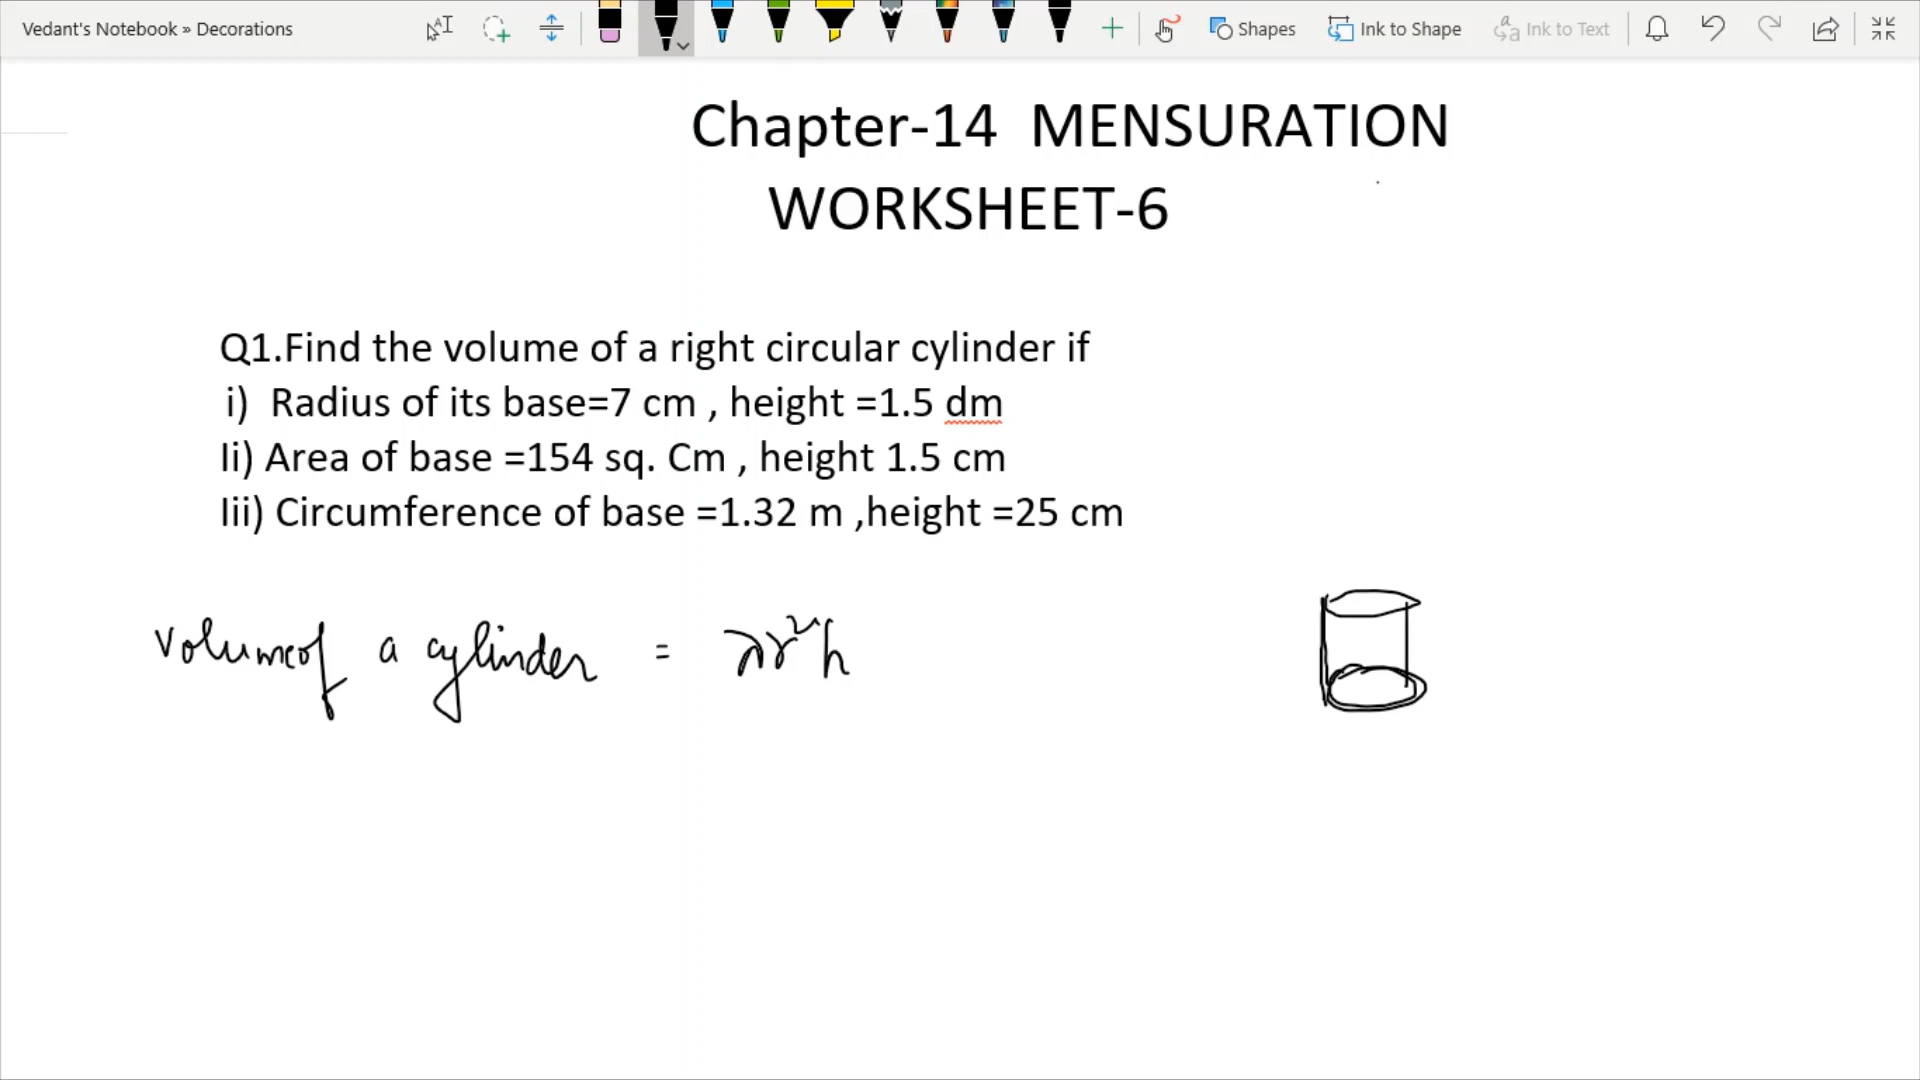 Vedant's Notebook » Decorations
Shapes
Ink to Shape
Ink to Text
Chapter-14 MENSURATION
WORKSHEET-6
Q1.Find the volume of a right circular cylinder if
i) Radius of its base=7 cm , height =1.5 dm
Ii) Area of base =154 sq. Cm , height 1.5 cm
Iii) Circumference of base =1.32 m ,height =25 cm
Volume of a cylinder = πr²h